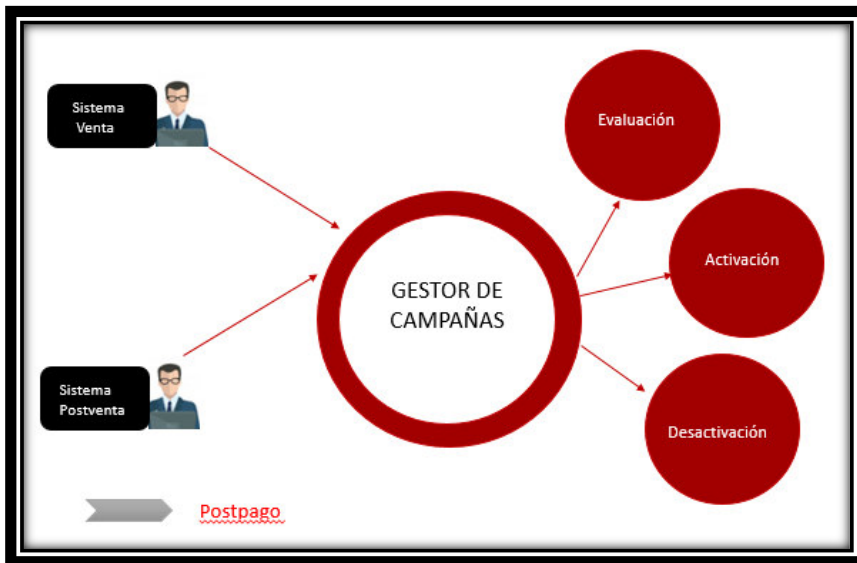 Sistema
Venta
Evaluación
Activación
GESTOR DE
CAMPAÑAS
Sistema
Postventa
Desactivación
Postpago